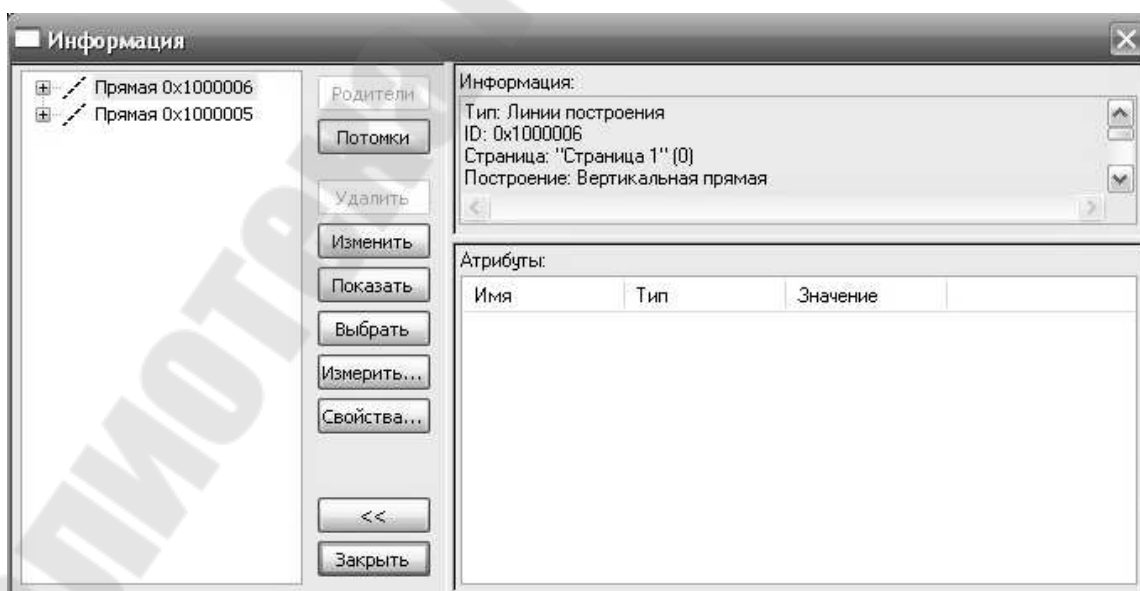 Информация
Прямая 0x1000006
Прямая 0x1000005
Родители
Потомки
Удалить
Изменить
Показать
Выбрать
Измерить...
Свойства...
<<
Закрыть
Информация:
Тип: Линии построения
ID: 0x1000006
Страница: "Страница 1" (0)
Построение: Вертикальная прямая
Атрибуты:
Имя Тип Значение